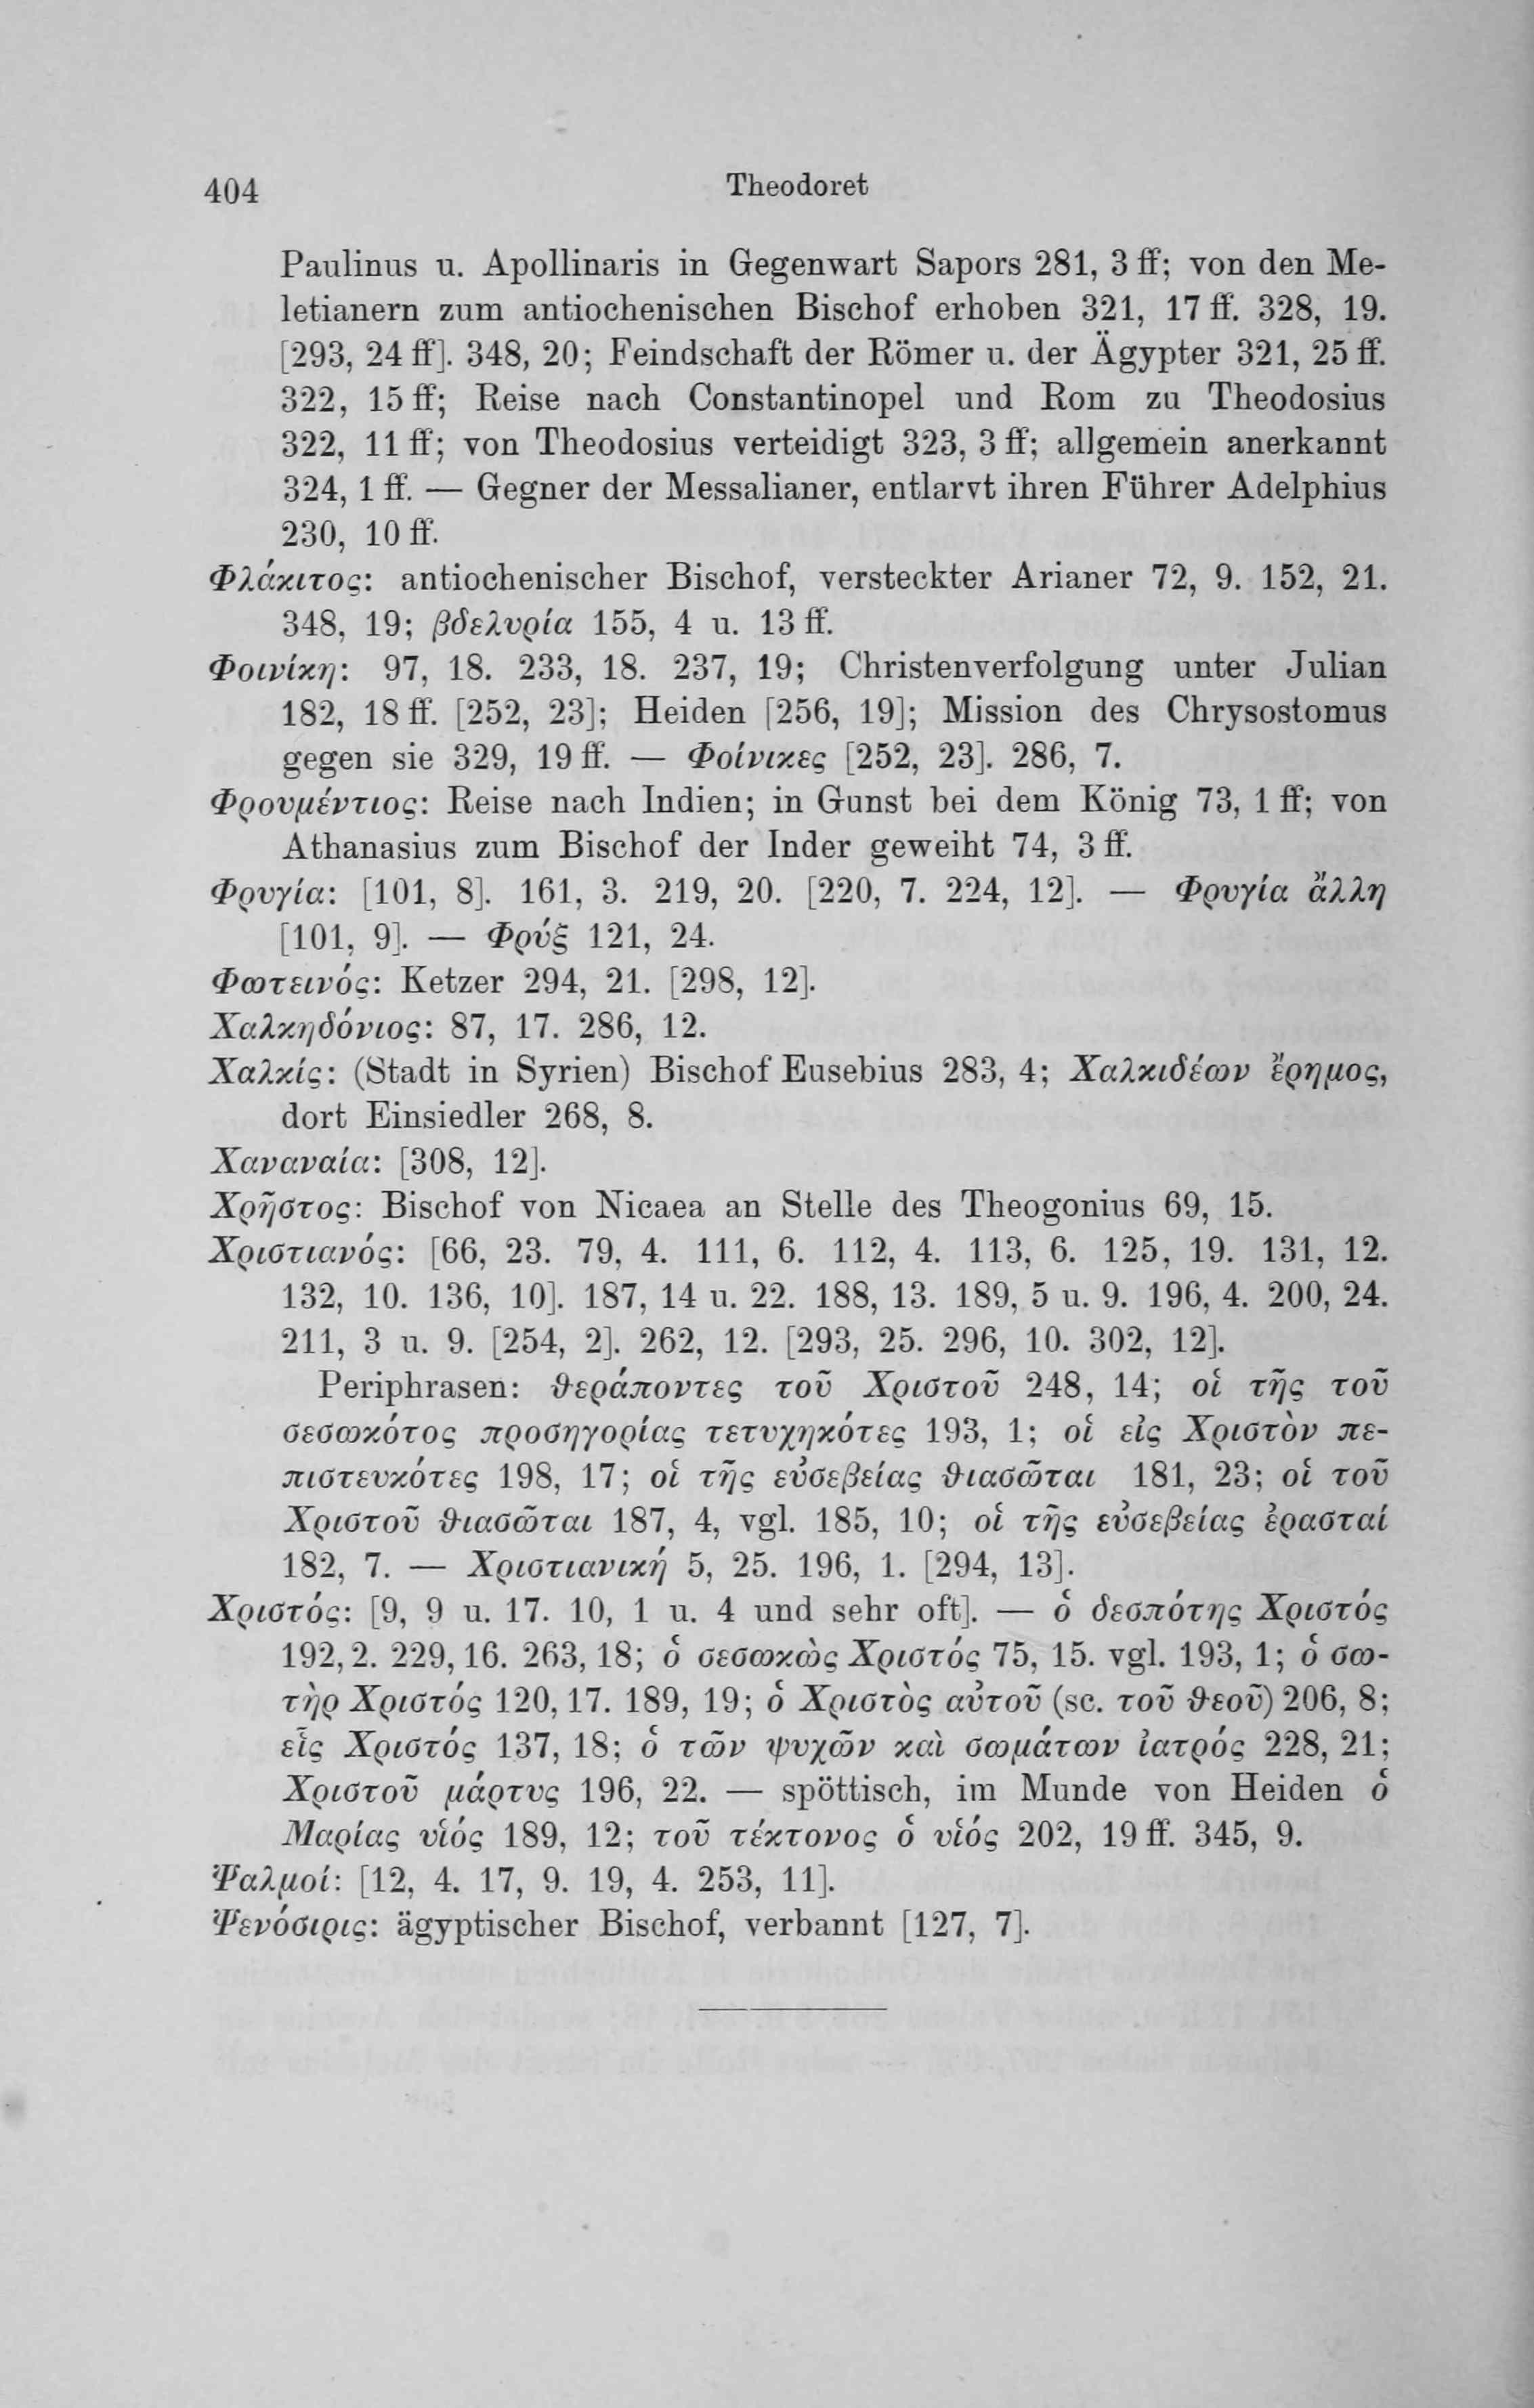 404
Theodoret
Paulinus u. Apollinaris in Gegenwart Sapors 281, 3 ff; von den Me-
letianern zum antiochenischen Bischof erhoben 321, 17 ff. 328, 19.
[293, 24 ff]. 348, 20; Feindschaft der Römer u. der Ägypter 321, 25 ff.
322, 15 ff; Reise nach Constantinopel und Rom zu Theodosius
322, 11 ff; von Theodosius verteidigt 323, 3 ff; allgemein anerkannt
324, 1 ff. — Gegner der Messalianer, entlarvt ihren Führer Adelphius
230, 10 ff.
Φλάκιτος: antiochenischer Bischof, versteckter Arianer 72, 9. 152, 21.
348, 19; βδελυρία 155, 4 u. 13 ff.
Φοινίκη: 97, 18. 233, 18. 237, 19; Christenverfolgung unter Julian
182, 18 ff. [252, 23]; Heiden [256, 19]; Mission des Chrysostomus
gegen sie 329, 19 ff. — Φοίνικες [252, 23]. 286, 7.
Φρουμέντιος: Reise nach Indien; in Gunst bei dem König 73, 1 ff; von
Athanasius zum Bischof der Inder geweiht 74, 3 ff.
Φρυγία: [101, 8]. 161, 3. 219, 20. [220, 7. 224, 12]. — Φρυγία ἄλλη
[101, 9]. — Φρύξ 121, 24.
Φωτεινός: Ketzer 294, 21. [298, 12].
Χαλκηδόνιος: 87, 17. 286, 12.
Χαλκίς: (Stadt in Syrien) Bischof Eusebius 283, 4; Χαλκιδέων ἔρημος,
dort Einsiedler 268, 8.
Χαναναία: [308, 12].
Χρῆστος: Bischof von Nicaea an Stelle des Theogonius 69, 15.
Χριστιανός: [66, 23. 79, 4. 111, 6. 112, 4. 113, 6. 125, 19. 131, 12.
132, 10. 136, 10]. 187, 14 u. 22. 188, 13. 189, 5 u. 9. 196, 4. 200, 24.
211, 3 u. 9. [254, 2]. 262, 12. [293, 25. 296, 10. 302, 12].
Periphrasen: θεράποντες τοῦ Χριστοῦ 248, 14; οἱ τῆς τοῦ
σεσωκότος προσηγορίας τετυχηκότες 193, 1; οἱ εἰς Χριστὸν πε-
πιστευκότες 198, 17; οἱ τῆς εὐσεβείας θιασῶται 181, 23; οἱ τοῦ
Χριστοῦ θιασῶται 187, 4, vgl. 185, 10; οἱ τῆς εὐσεβείας ἐρασταί
182, 7. — Χριστιανική 5, 25. 196, 1. [294, 13].
Χριστός: [9, 9 u. 17. 10, 1 u. 4 und sehr oft]. — ὁ δεσπότης Χριστός
192, 2. 229, 16. 263, 18; ὁ σεσωκὼς Χριστός 75, 15. vgl. 193, 1; ὁ σω-
τὴρ Χριστός 120, 17. 189, 19; ὁ Χριστὸς αὐτοῦ (sc. τοῦ θεοῦ) 206, 8;
εἷς Χριστός 137, 18; ὁ τῶν ψυχῶν καὶ σωμάτων ἰατρός 228, 21;
Χριστοῦ μάρτυς 196, 22. — spöttisch, im Munde von Heiden ὁ
Μαρίας υἱός 189, 12; τοῦ τέκτονος ὁ υἱός 202, 19 ff. 345, 9.
Ψαλμοί: [12, 4. 17, 9. 19, 4. 253, 11].
Ψενόσιρις: ägyptischer Bischof, verbannt [127, 7].